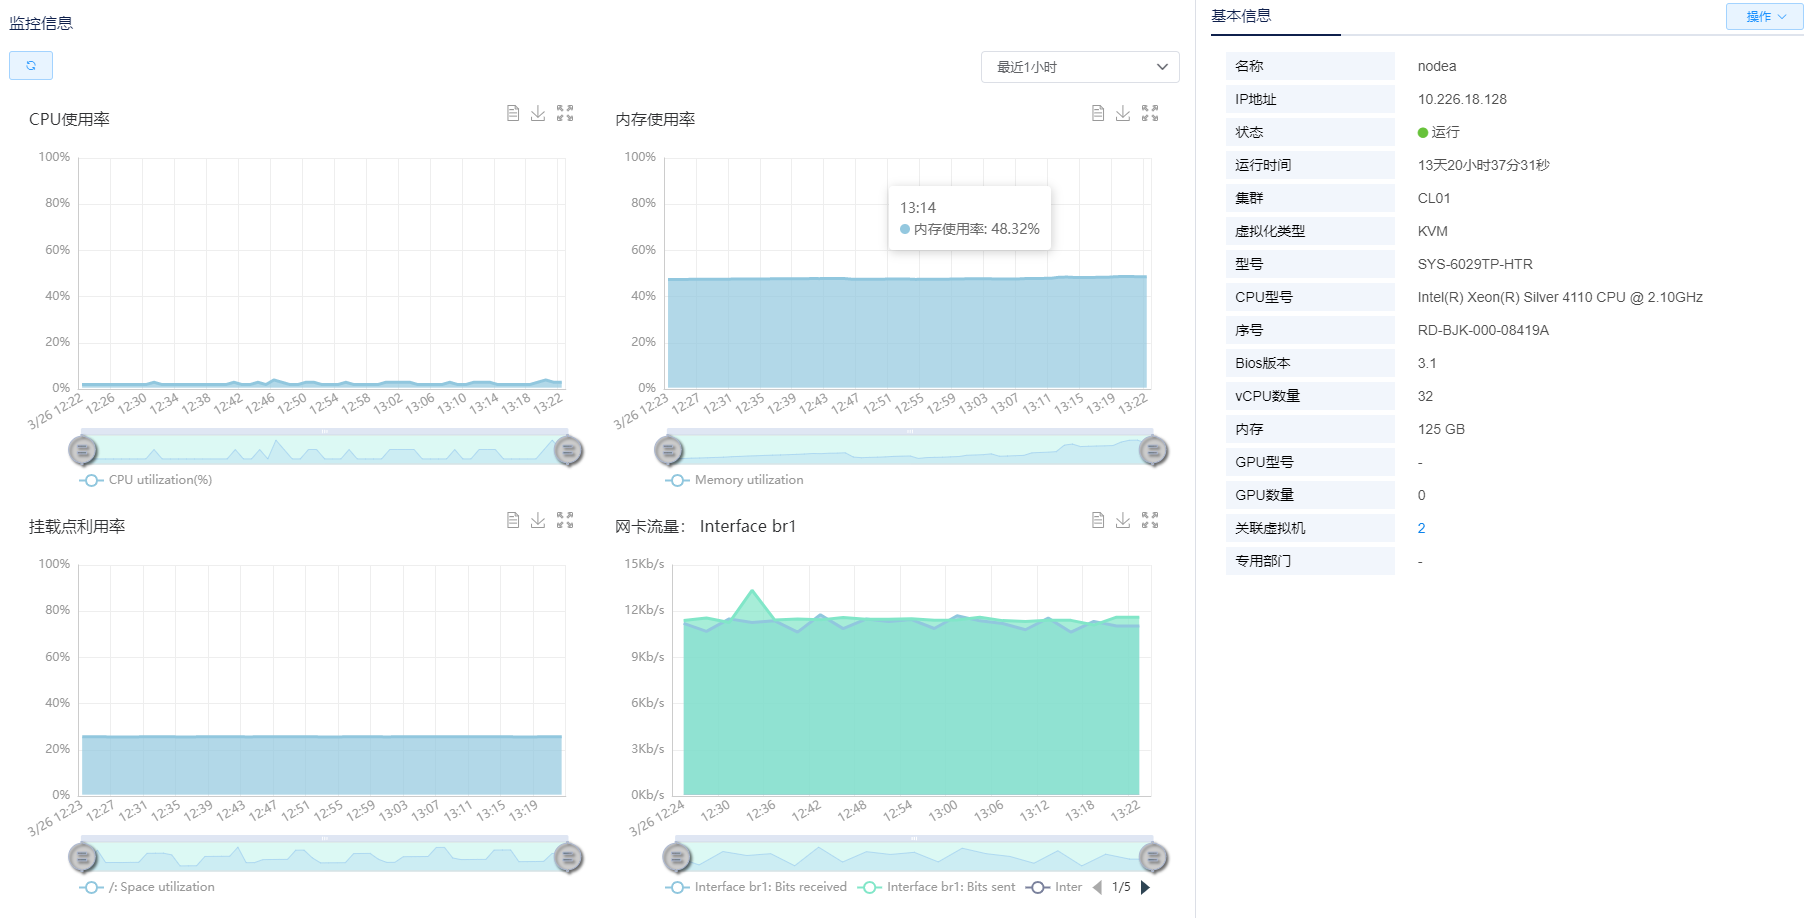 监控信息
最近1小时
CPU使用率
100%
80%
60%
40%
20%
0%
3/26 12:22 12:26 12:30 12:34 12:38 12:42 12:46 12:50 12:54 12:58 13:02 13:06 13:10 13:14 13:18 13:22
CPU utilization(%)
内存使用率
100%
80%
60%
40%
20%
0%
13:14
内存使用率: 48.32%
3/26 12:23 12:27 12:31 12:35 12:39 12:43 12:47 12:51 12:55 12:59 13:03 13:07 13:11 13:15 13:19 13:22
Memory utilization
挂载点利用率
100%
80%
60%
40%
20%
0%
3/26 12:23 12:27 12:31 12:35 12:39 12:43 12:47 12:51 12:55 12:59 13:03 13:07 13:11 13:15 13:19
/: Space utilization
网卡流量： Interface br1
15Kb/s
12Kb/s
9Kb/s
6Kb/s
3Kb/s
0Kb/s
3/26 12:24 12:30 12:36 12:42 12:48 12:54 13:00 13:06 13:12 13:18 13:22
Interface br1: Bits received Interface br1: Bits sent Inter 1/5
基本信息
操作
名称 nodea
IP地址 10.226.18.128
状态 运行
运行时间 13天20小时37分31秒
集群 CL01
虚拟化类型 KVM
型号 SYS-6029TP-HTR
CPU型号 Intel(R) Xeon(R) Silver 4110 CPU @ 2.10GHz
序号 RD-BJK-000-08419A
Bios版本 3.1
vCPU数量 32
内存 125 GB
GPU型号 -
GPU数量 0
关联虚拟机 2
专用部门 -